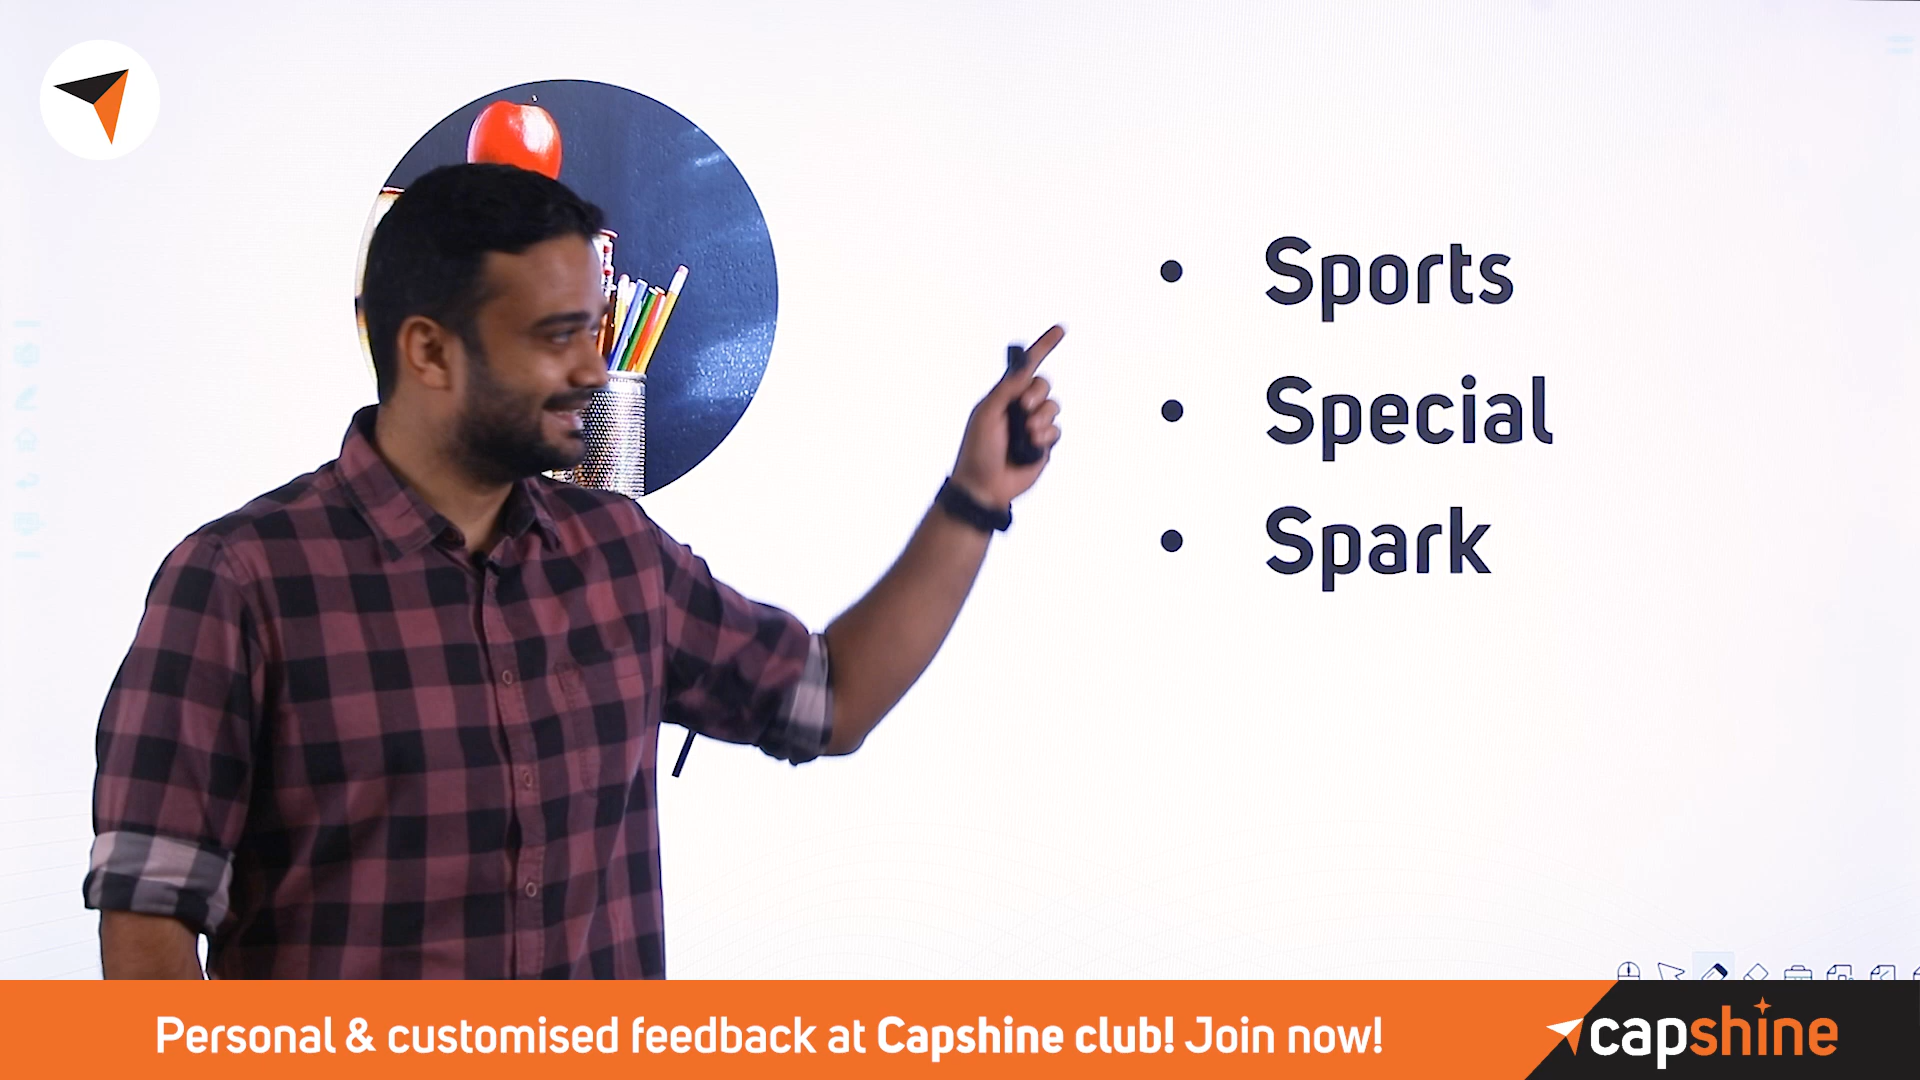 • Sports
• Special
• Spark
Personal & customised feedback at Capshine club! Join now!
capshine